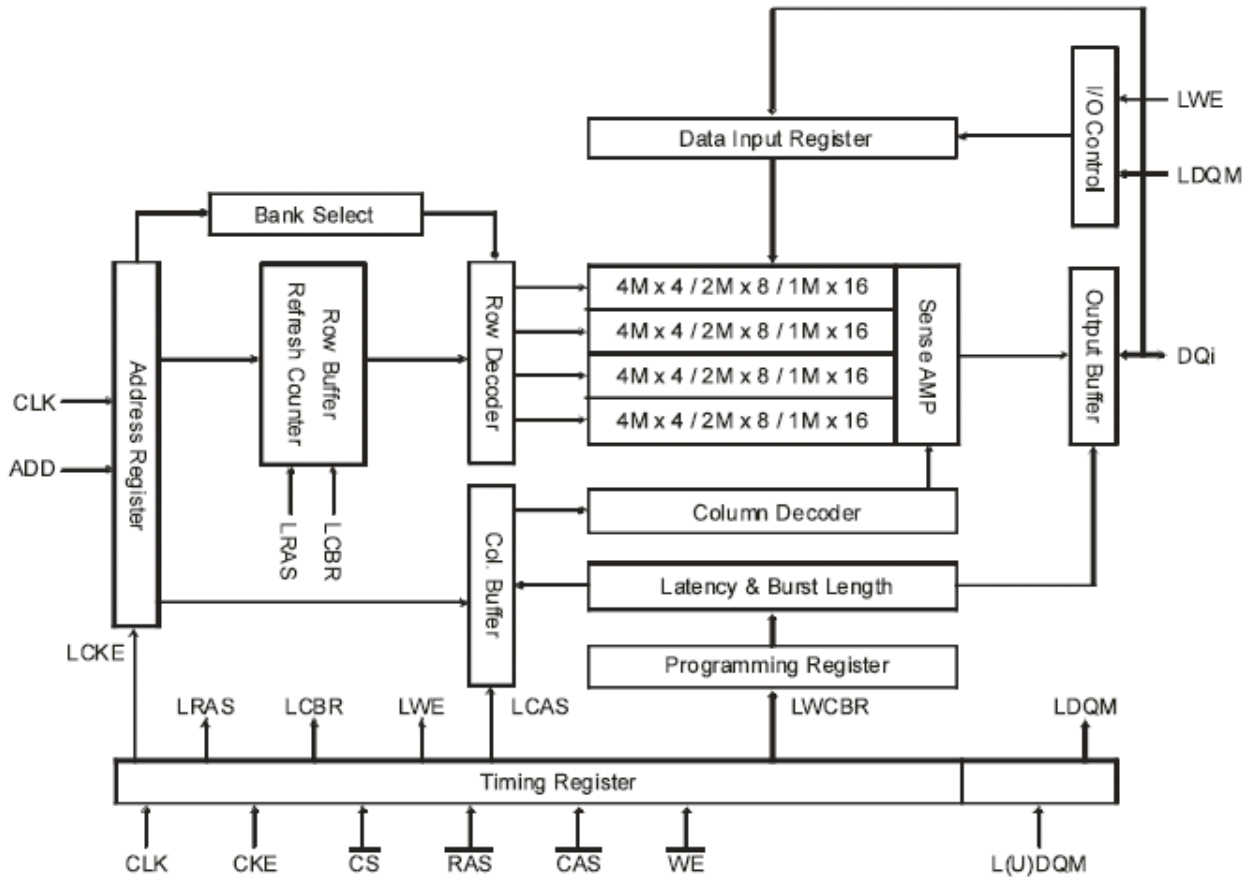 I/O Control
LWE
LDQM
Data Input Register
Bank Select
4M x 4 / 2M x 8 / 1M x 16
4M x 4 / 2M x 8 / 1M x 16
4M x 4 / 2M x 8 / 1M x 16
4M x 4 / 2M x 8 / 1M x 16
Sense AMP
Output Buffer
DQi
Row Decoder
Row Buffer
Refresh Counter
Address Register
CLK
ADD
LRAS
LCBR
Col. Buffer
Column Decoder
Latency & Burst Length
Programming Register
LCKE
LRAS
LCBR
LWE
LCAS
LWCBR
LDQM
Timing Register
CLK
CKE
CS
RAS
CAS
WE
L(U)DQM